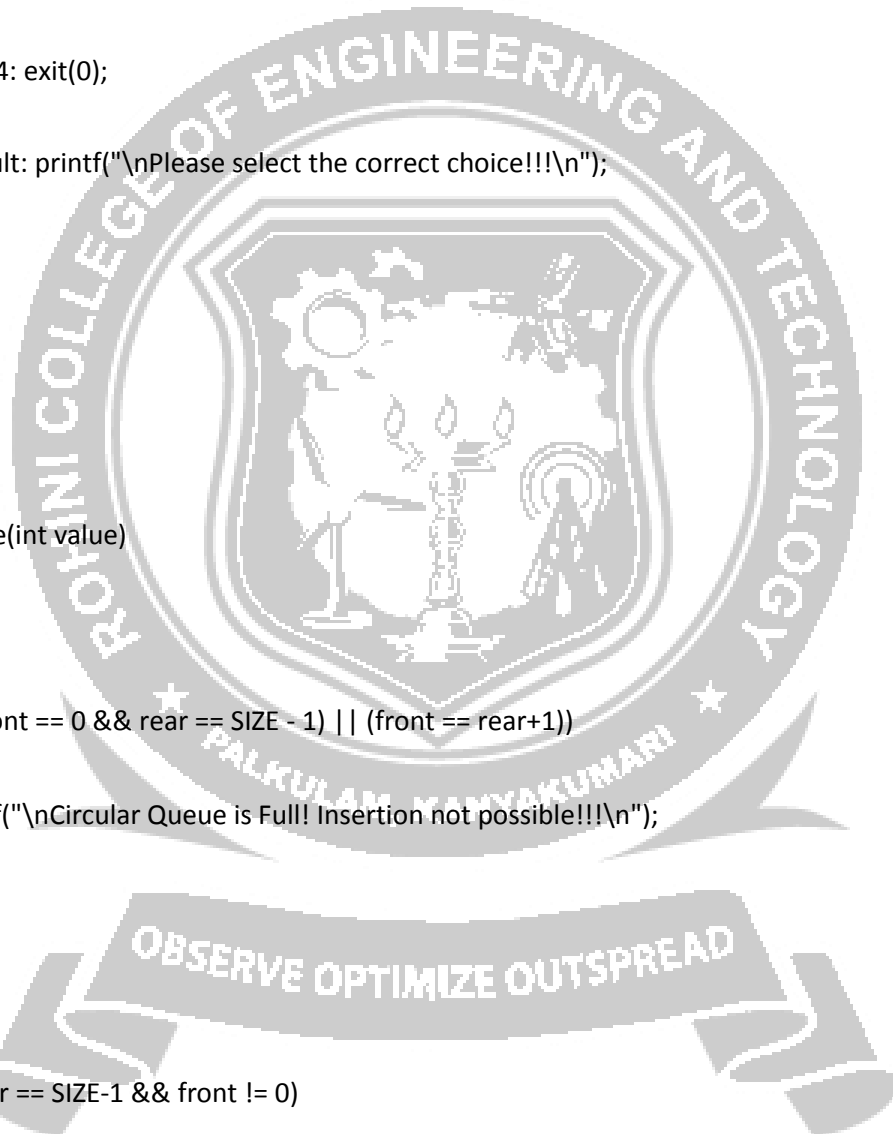 4: exit(0);
ult: printf("\nPlease select the correct choice!!!\n");
e(int value)
ont == 0 && rear == SIZE - 1) || (front == rear+1))
f("\nCircular Queue is Full! Insertion not possible!!!\n");
r == SIZE-1 && front != 0)
ROHINI COLLEGE OF ENGINEERING AND TECHNOLOGY
PALKULAM, KANYAKUMARI
OBSERVE OPTIMIZE OUTSPREAD